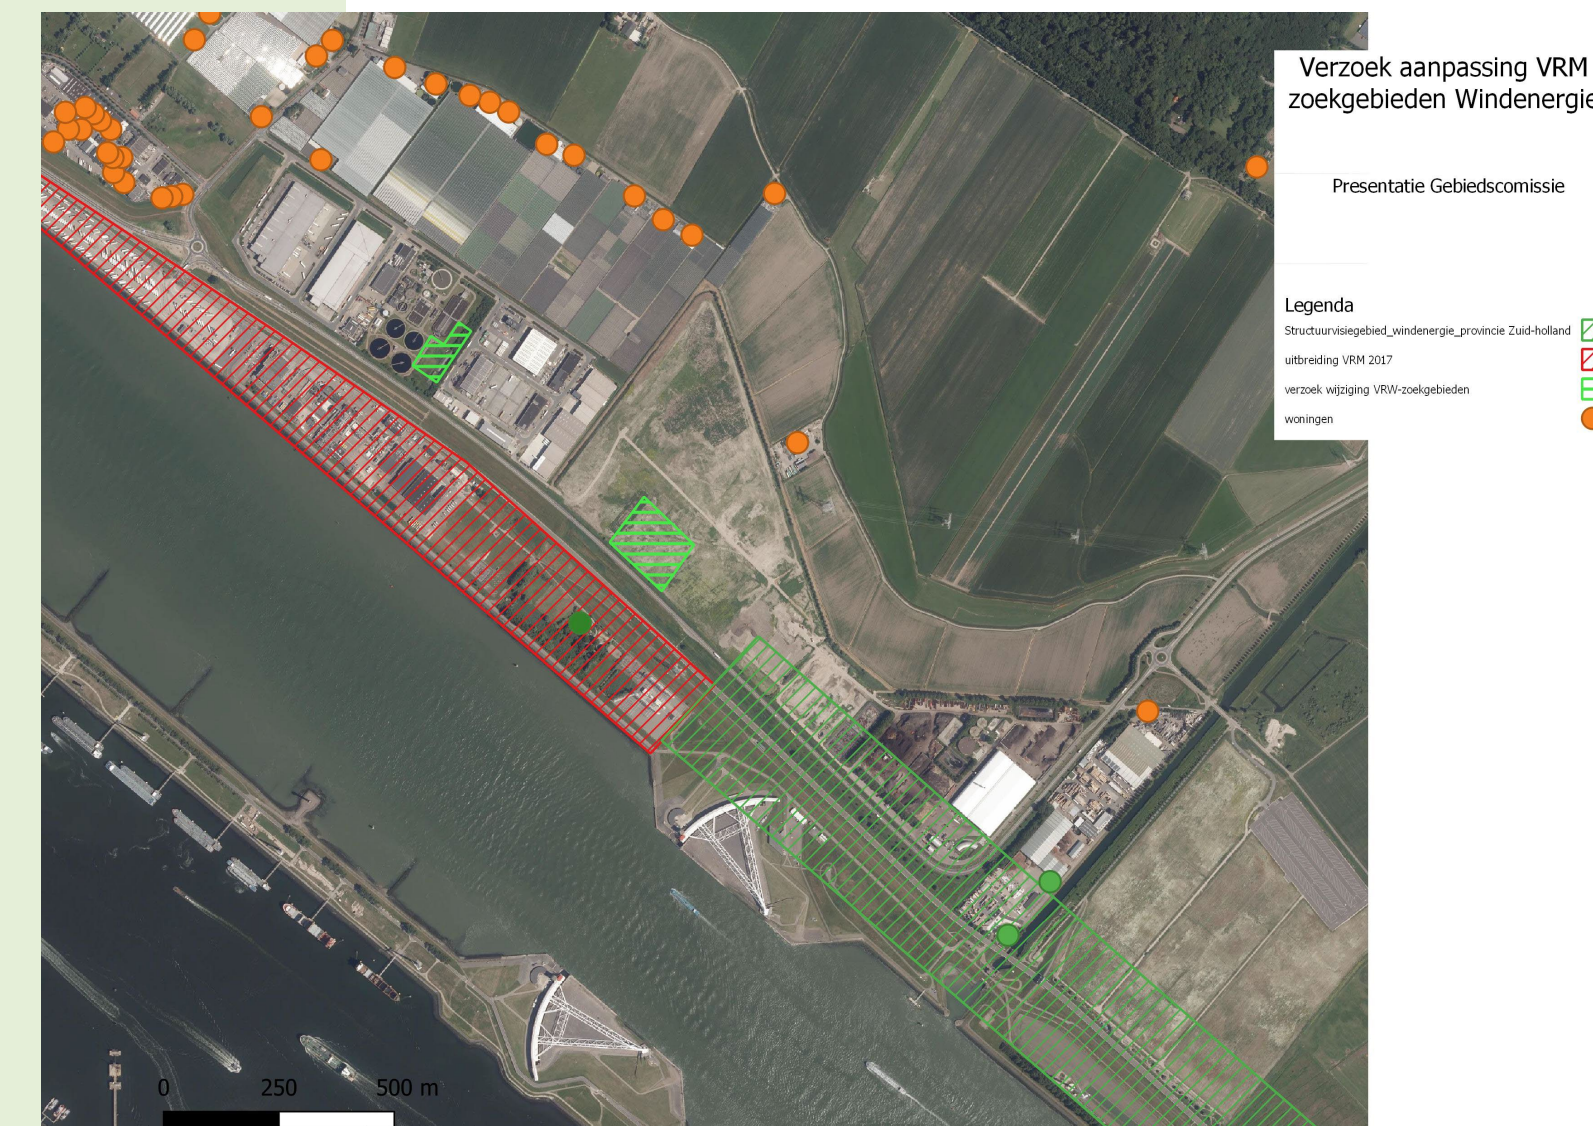 Verzoek aanpassing VRM
zoekgebieden Windenergie
Presentatie Gebiedscomissie
Legenda
Structuurvisiegebied_windenergie_provincie Zuid-holland
uitbreiding VRM 2017
verzoek wijziging VRW-zoekgebieden
woningen
0 250 500 m